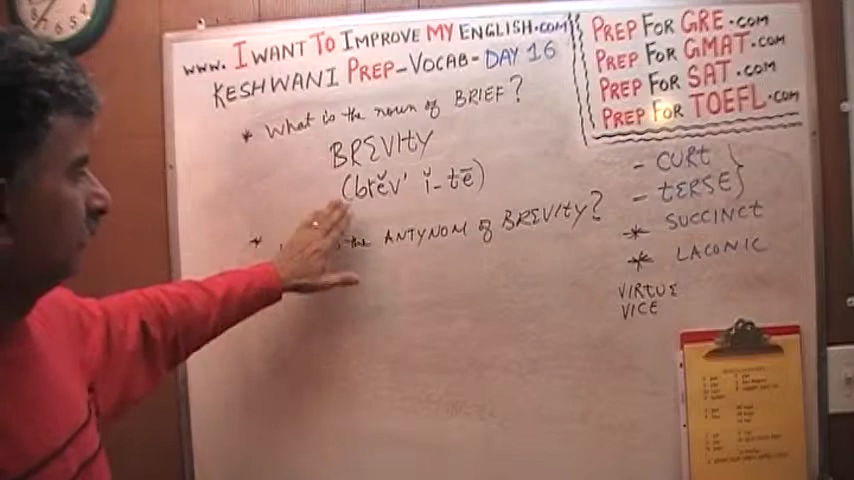 www. I WANT TO IMPROVE MY ENGLISH.com
KESHWANI PREP-VOCAB-DAY 16
PREP FOR GRE.com
PREP FOR GMAT.com
PREP FOR SAT.com
PREP FOR TOEFL.com
* What is the noun of BRIEF?
BREVITY
(brĕv' ĭ-tē)
* the ANTYNOM of BREVITY?
- CURT }
- TERSE }
* SUCCINCT
* LACONIC
VIRTUE
VICE